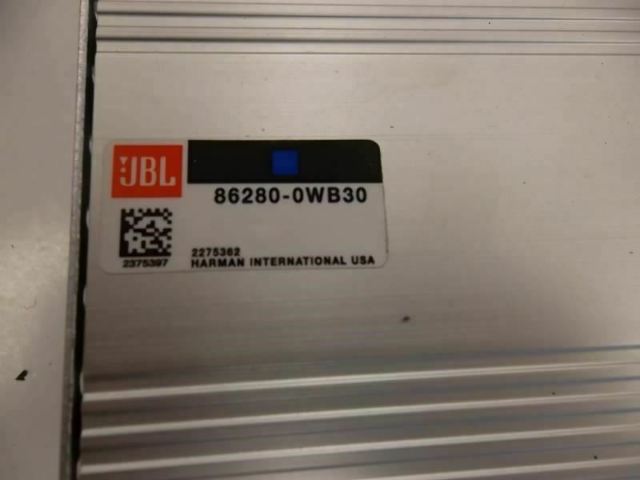 JBL
86280-0WB30
2375397
2275362
HARMAN INTERNATIONAL USA